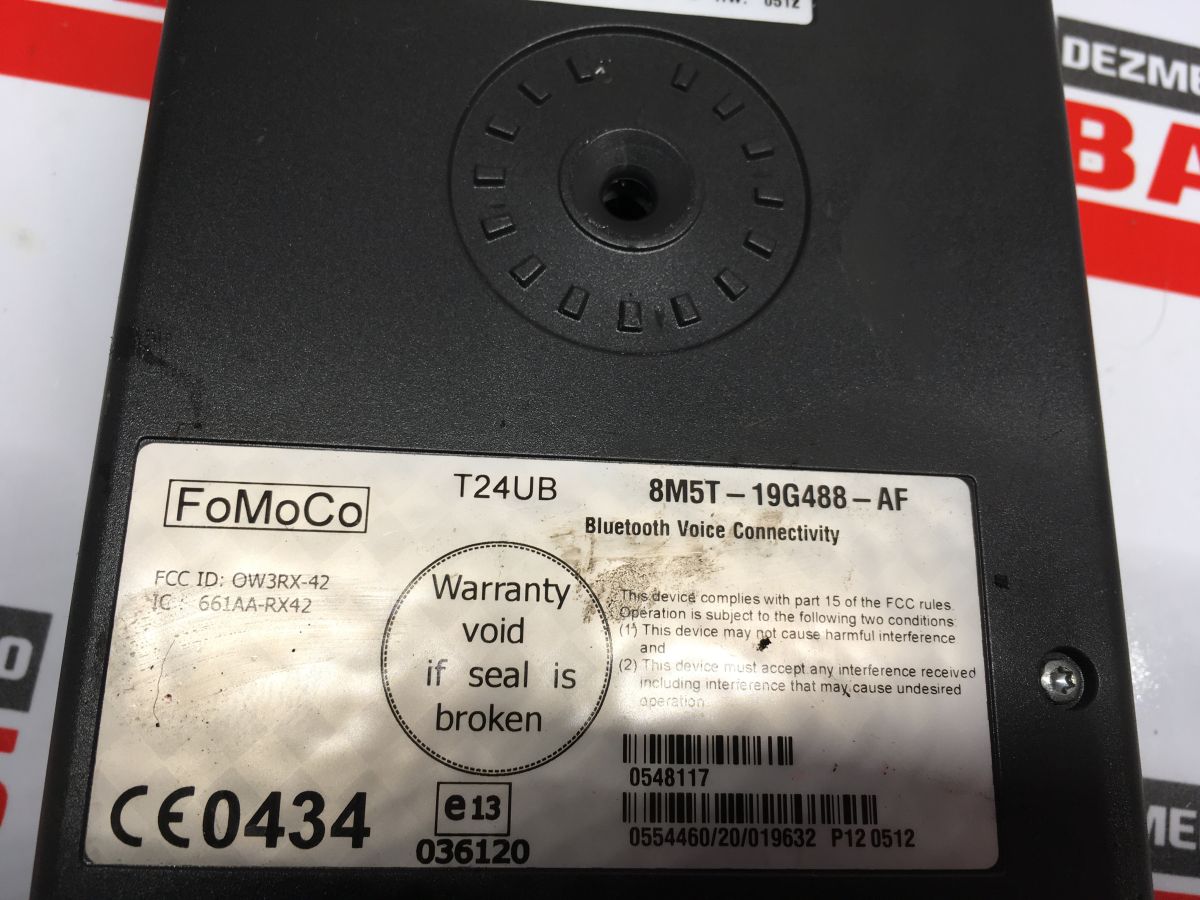 0512
DEZME
BA
FoMoCo
T24UB
8M5T-19G488-AF
Bluetooth Voice Connectivity
FCC ID: OW3RX-42
IC : 661AA-RX42
Warranty
void
if seal is
broken
This device complies with part 15 of the FCC rules.
Operation is subject to the following two conditions
(1) This device may not cause harmful interference
and
(2) This device must accept any interference received
including interference that may cause undesired
operation
0548117
CE0434
e13
036120
0554460/20/019632 P12 0512